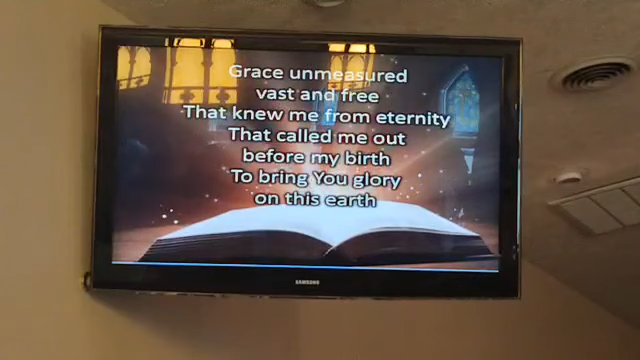 Grace unmeasured
vast and free
That knew me from eternity
That called me out
before my birth
To bring You glory
on this earth
SAMSUNG